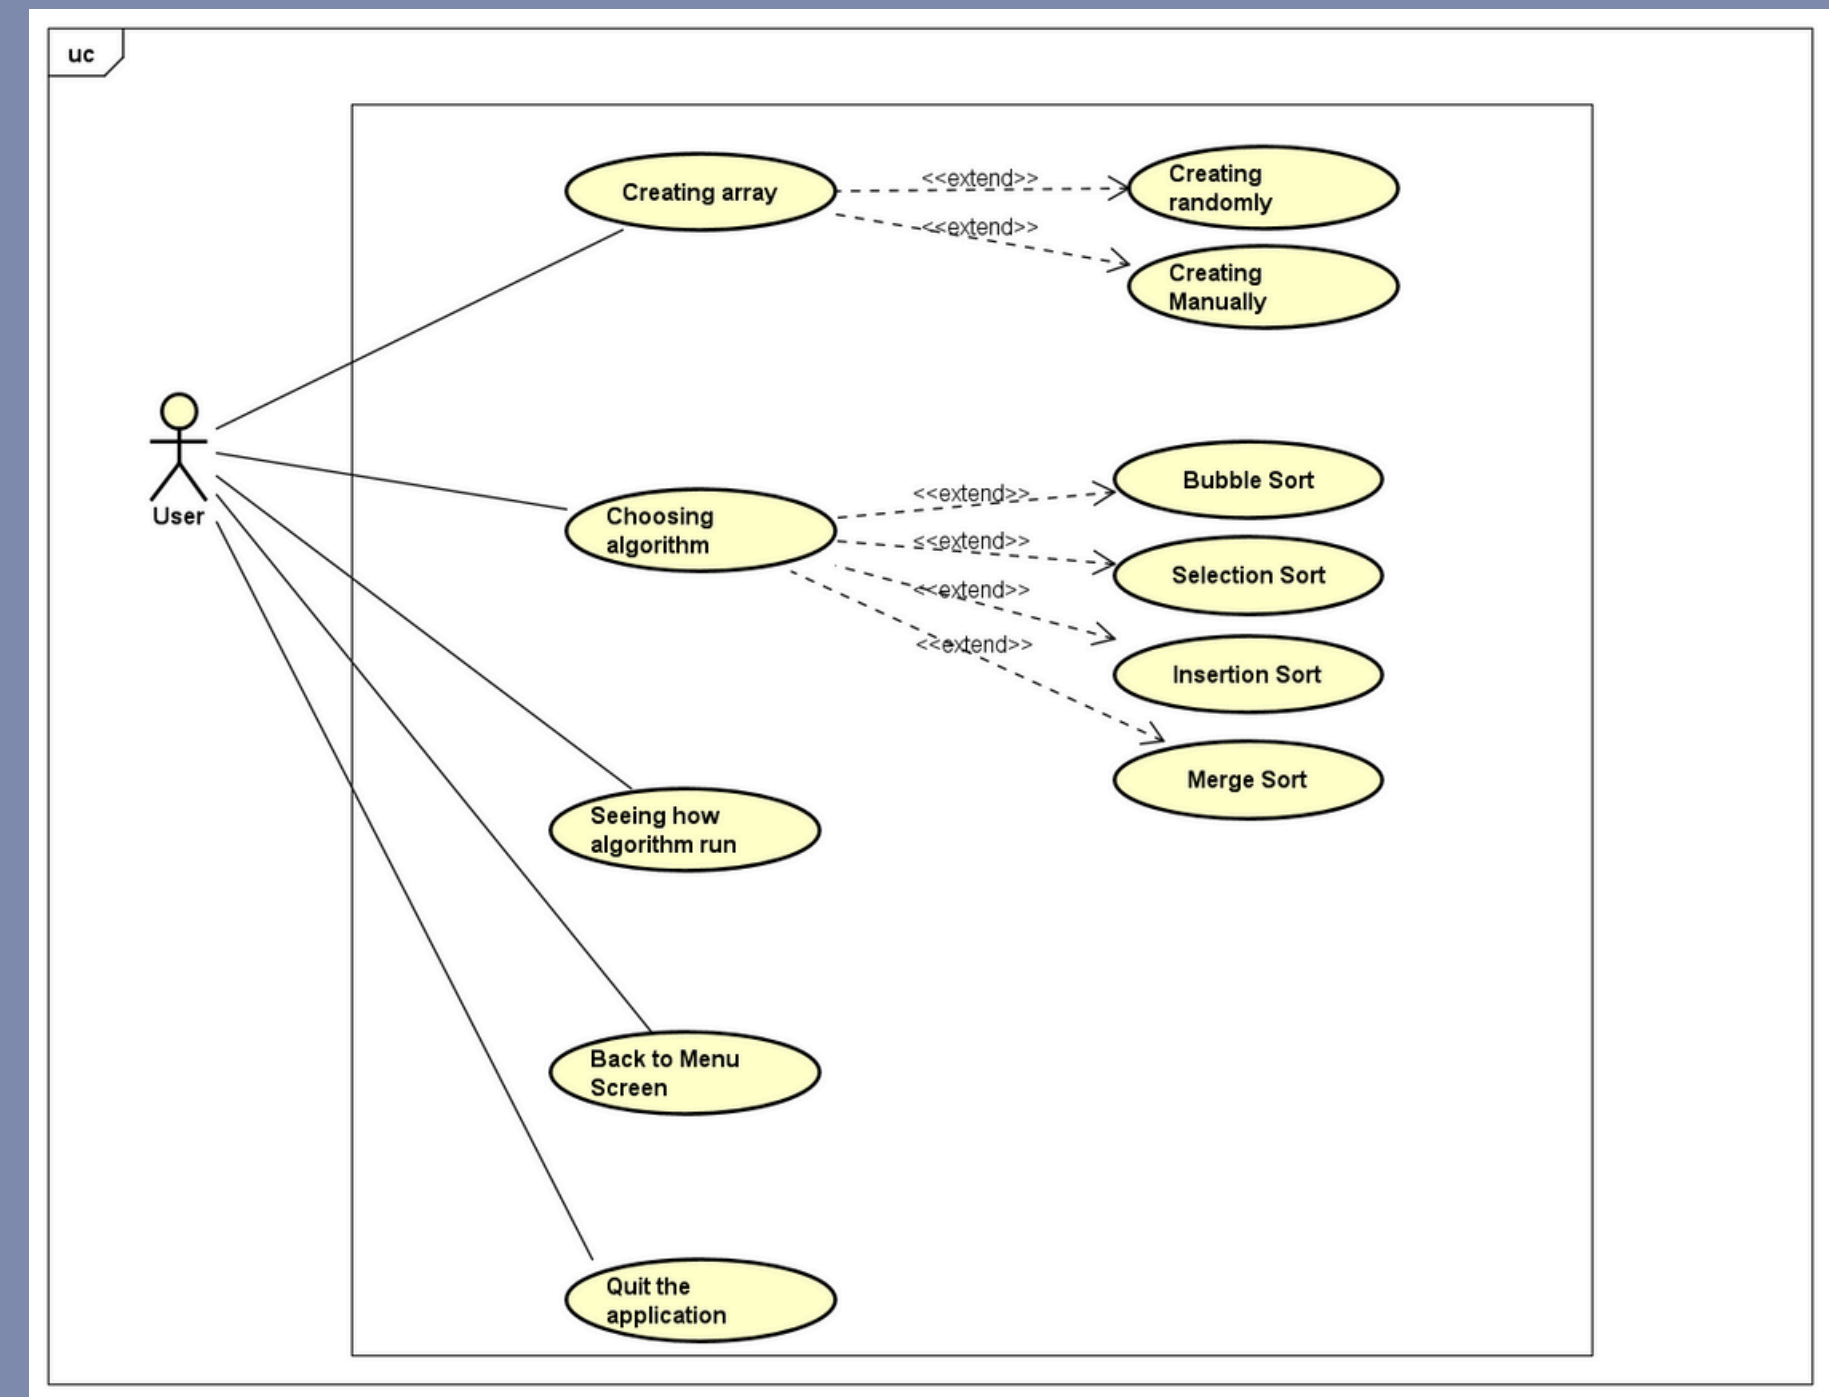 uc
Creating array
<<extend>>
Creating
randomly
<<extend>>
Creating
Manually
User
Choosing
algorithm
<<extend>>
Bubble Sort
<<extend>>
Selection Sort
<<extend>>
Insertion Sort
<<extend>>
Merge Sort
Seeing how
algorithm run
Back to Menu
Screen
Quit the
application